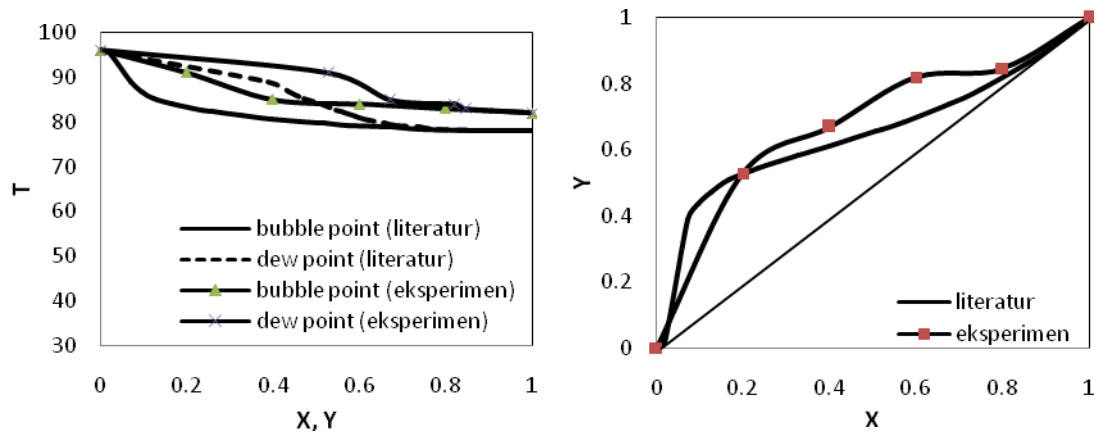 100
90
80
70
60
50
40
30
T
bubble point (literatur)
dew point (literatur)
bubble point (eksperimen)
dew point (eksperimen)
0 0.2 0.4 0.6 0.8 1
X, Y
1
0.8
0.6
0.4
0.2
0
Y
literatur
eksperimen
0 0.2 0.4 0.6 0.8 1
X